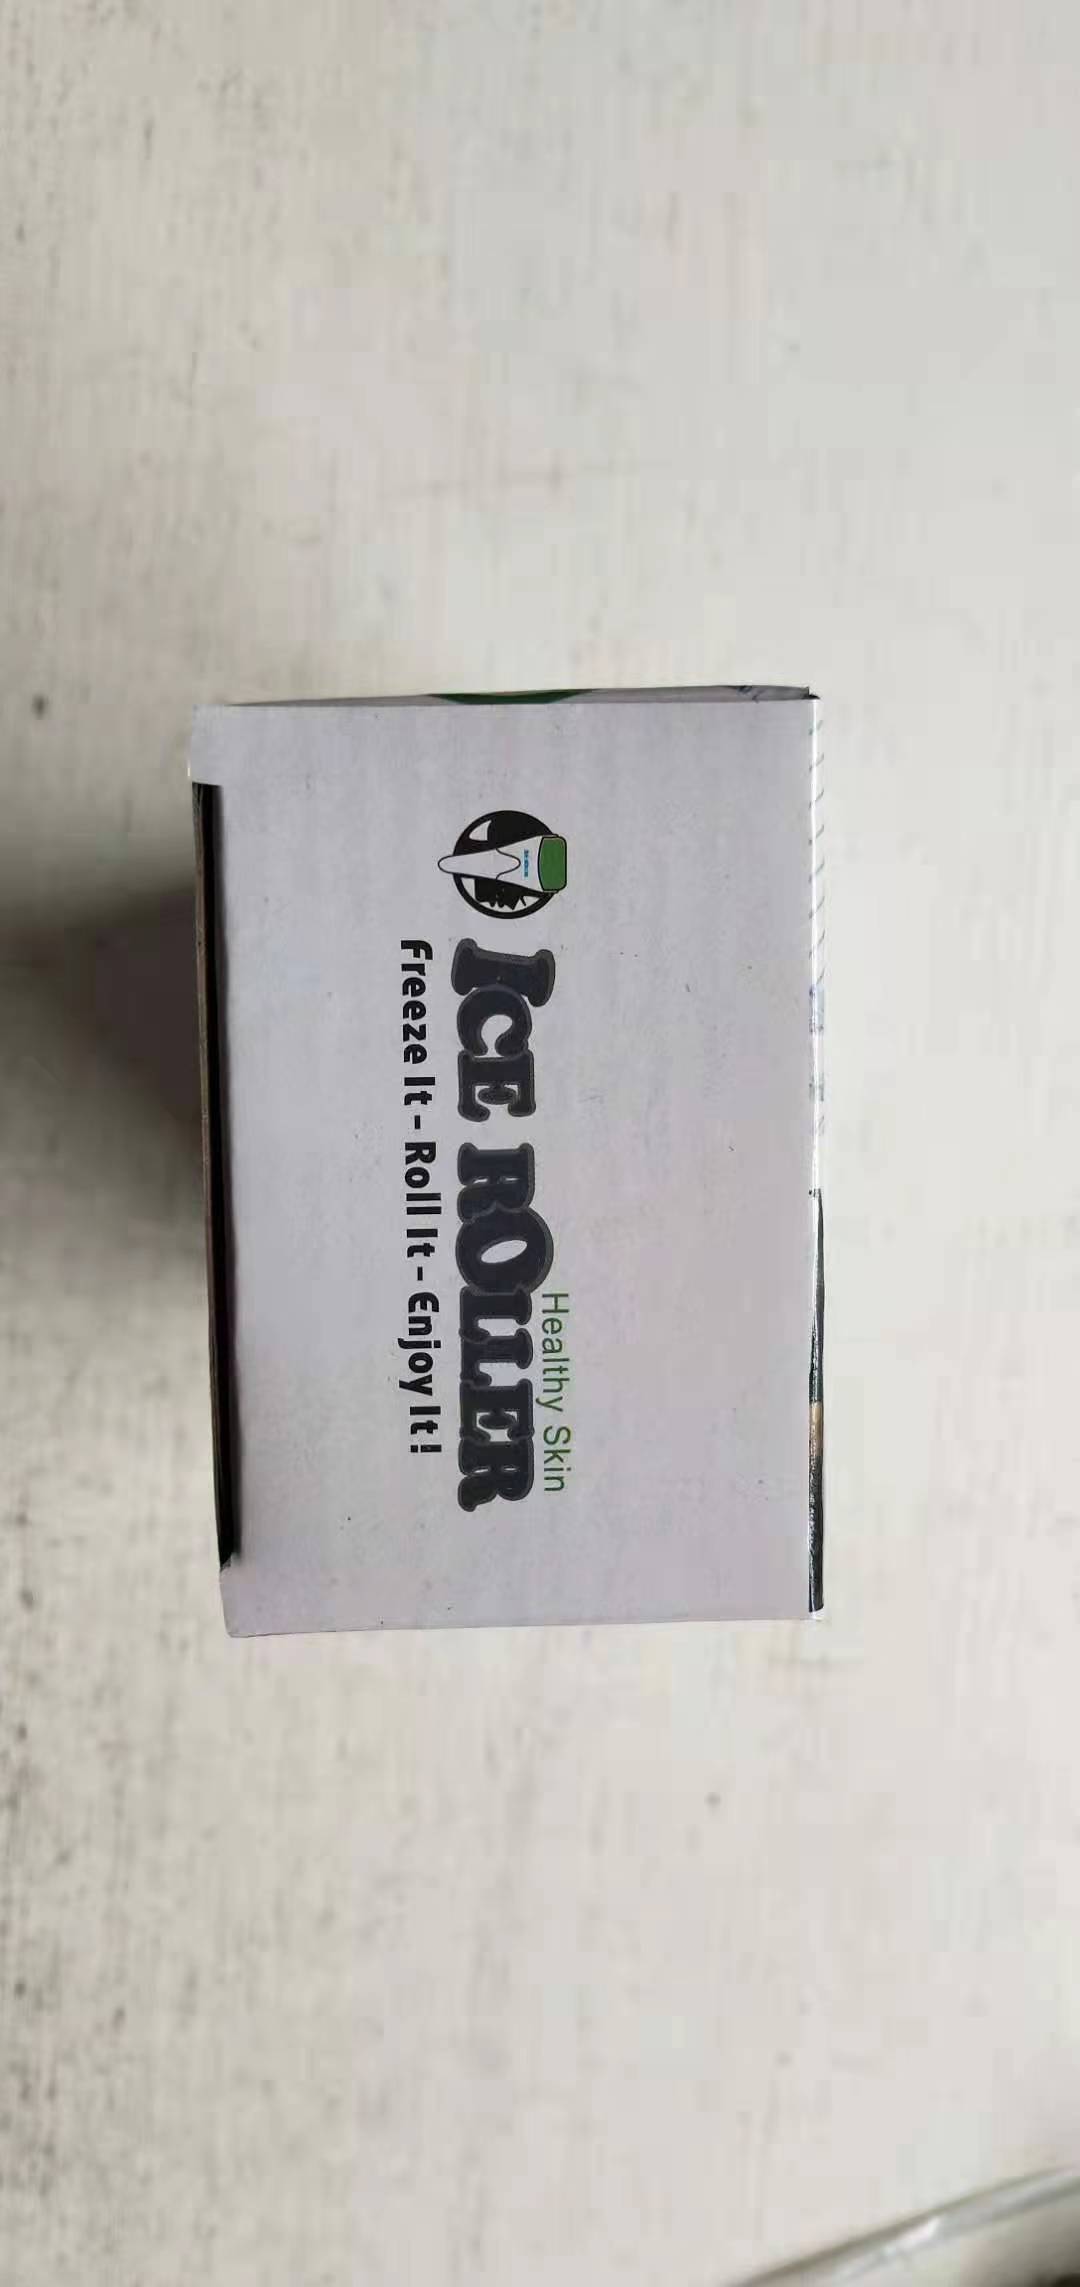 Healthy Skin
ICE ROLLER
Freeze It - Roll It - Enjoy It!